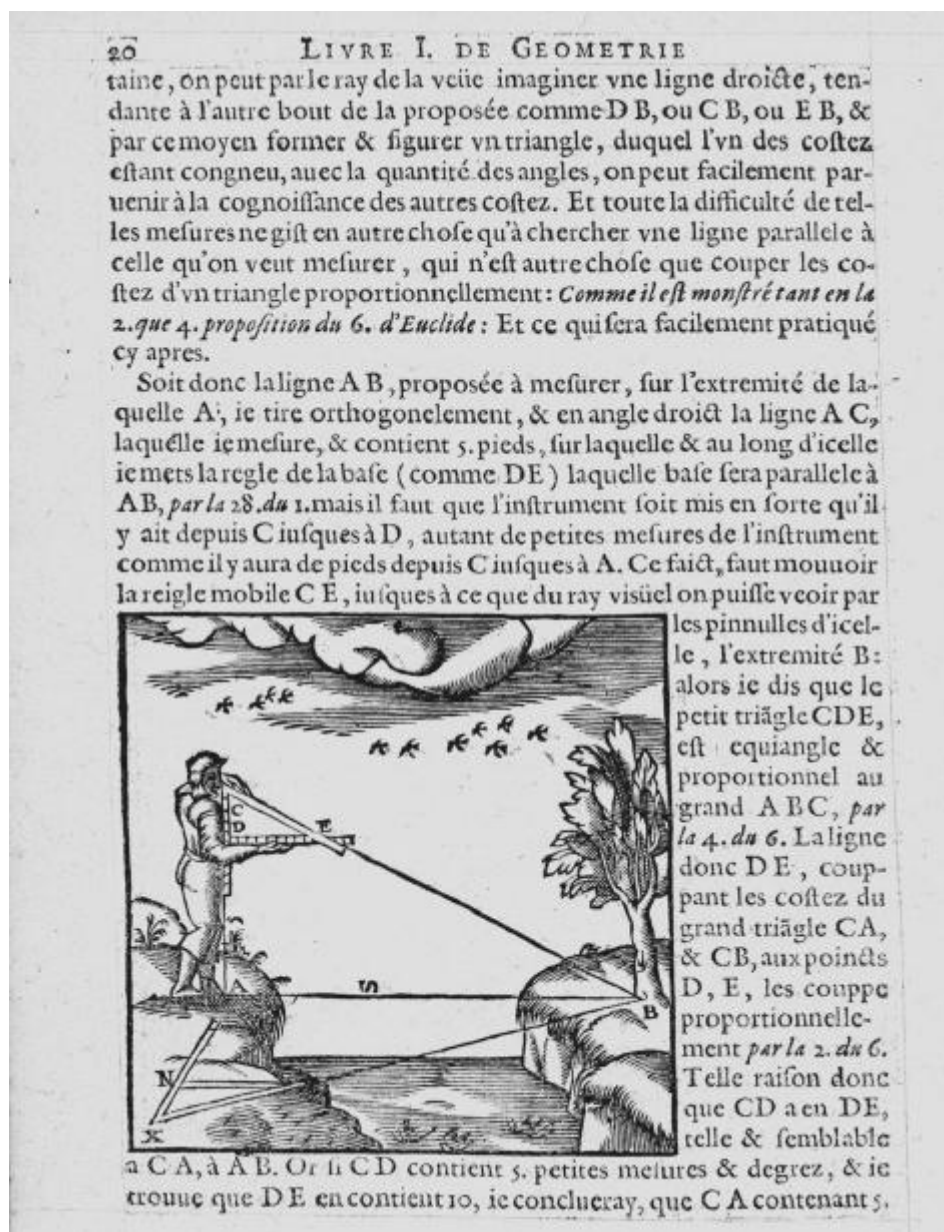 20 LIVRE I. DE GEOMETRIE
taine, on peut par le ray de la veüe imaginer vne ligne droicte, ten-
dante à l'autre bout de la proposée comme D B, ou C B, ou E B, &
par ce moyen former & figurer vn triangle, duquel l'vn des costez
estant congneu, auec la quantité des angles, on peut facilement par-
uenir à la cognoissance des autres costez. Et toute la difficulté de tel-
les mesures ne gist en autre chose qu'à chercher vne ligne parallele à
celle qu'on veut mesurer, qui n'est autre chose que couper les co-
stez d'vn triangle proportionnellement: Comme il est monstré tant en la
2. que 4. proposition du 6. d'Euclide: Et ce qui sera facilement pratiqué
cy apres.
Soit donc la ligne A B, proposée à mesurer, sur l'extremité de la-
quelle A, ie tire orthogonelement, & en angle droict la ligne A C,
laquelle ie mesure, & contient 5. pieds, sur laquelle & au long d'icelle
ie mets la regle de la base (comme DE) laquelle base sera parallele à
AB, par la 28. du 1. mais il faut que l'instrument soit mis en sorte qu'il
y ait depuis C iusques à D, autant de petites mesures de l'instrument
comme il y aura de pieds depuis C iusques à A. Ce faict, faut mouuoir
la reigle mobile C E, iusques à ce que du ray visüel on puisse veoir par
les pinnulles d'icel-
le, l'extremité B:
alors ie dis que le
petit triãgle CDE,
est equiangle &
proportionnel au
grand ABC, par
la 4. du 6. La ligne
donc DE, coup-
pant les costez du
grand triãgle CA,
& CB, aux poincts
D, E, les couppe
proportionnelle-
ment par la 2. du 6.
Telle raison donc
que CD a en DE,
telle & semblable
a C A, à A B. Or si C D contient 5. petites mesures & degrez, & ie
trouue que D E en contient 10, ie conclueray, que C A contenant 5.
C
D
E
A
S
B
N
X